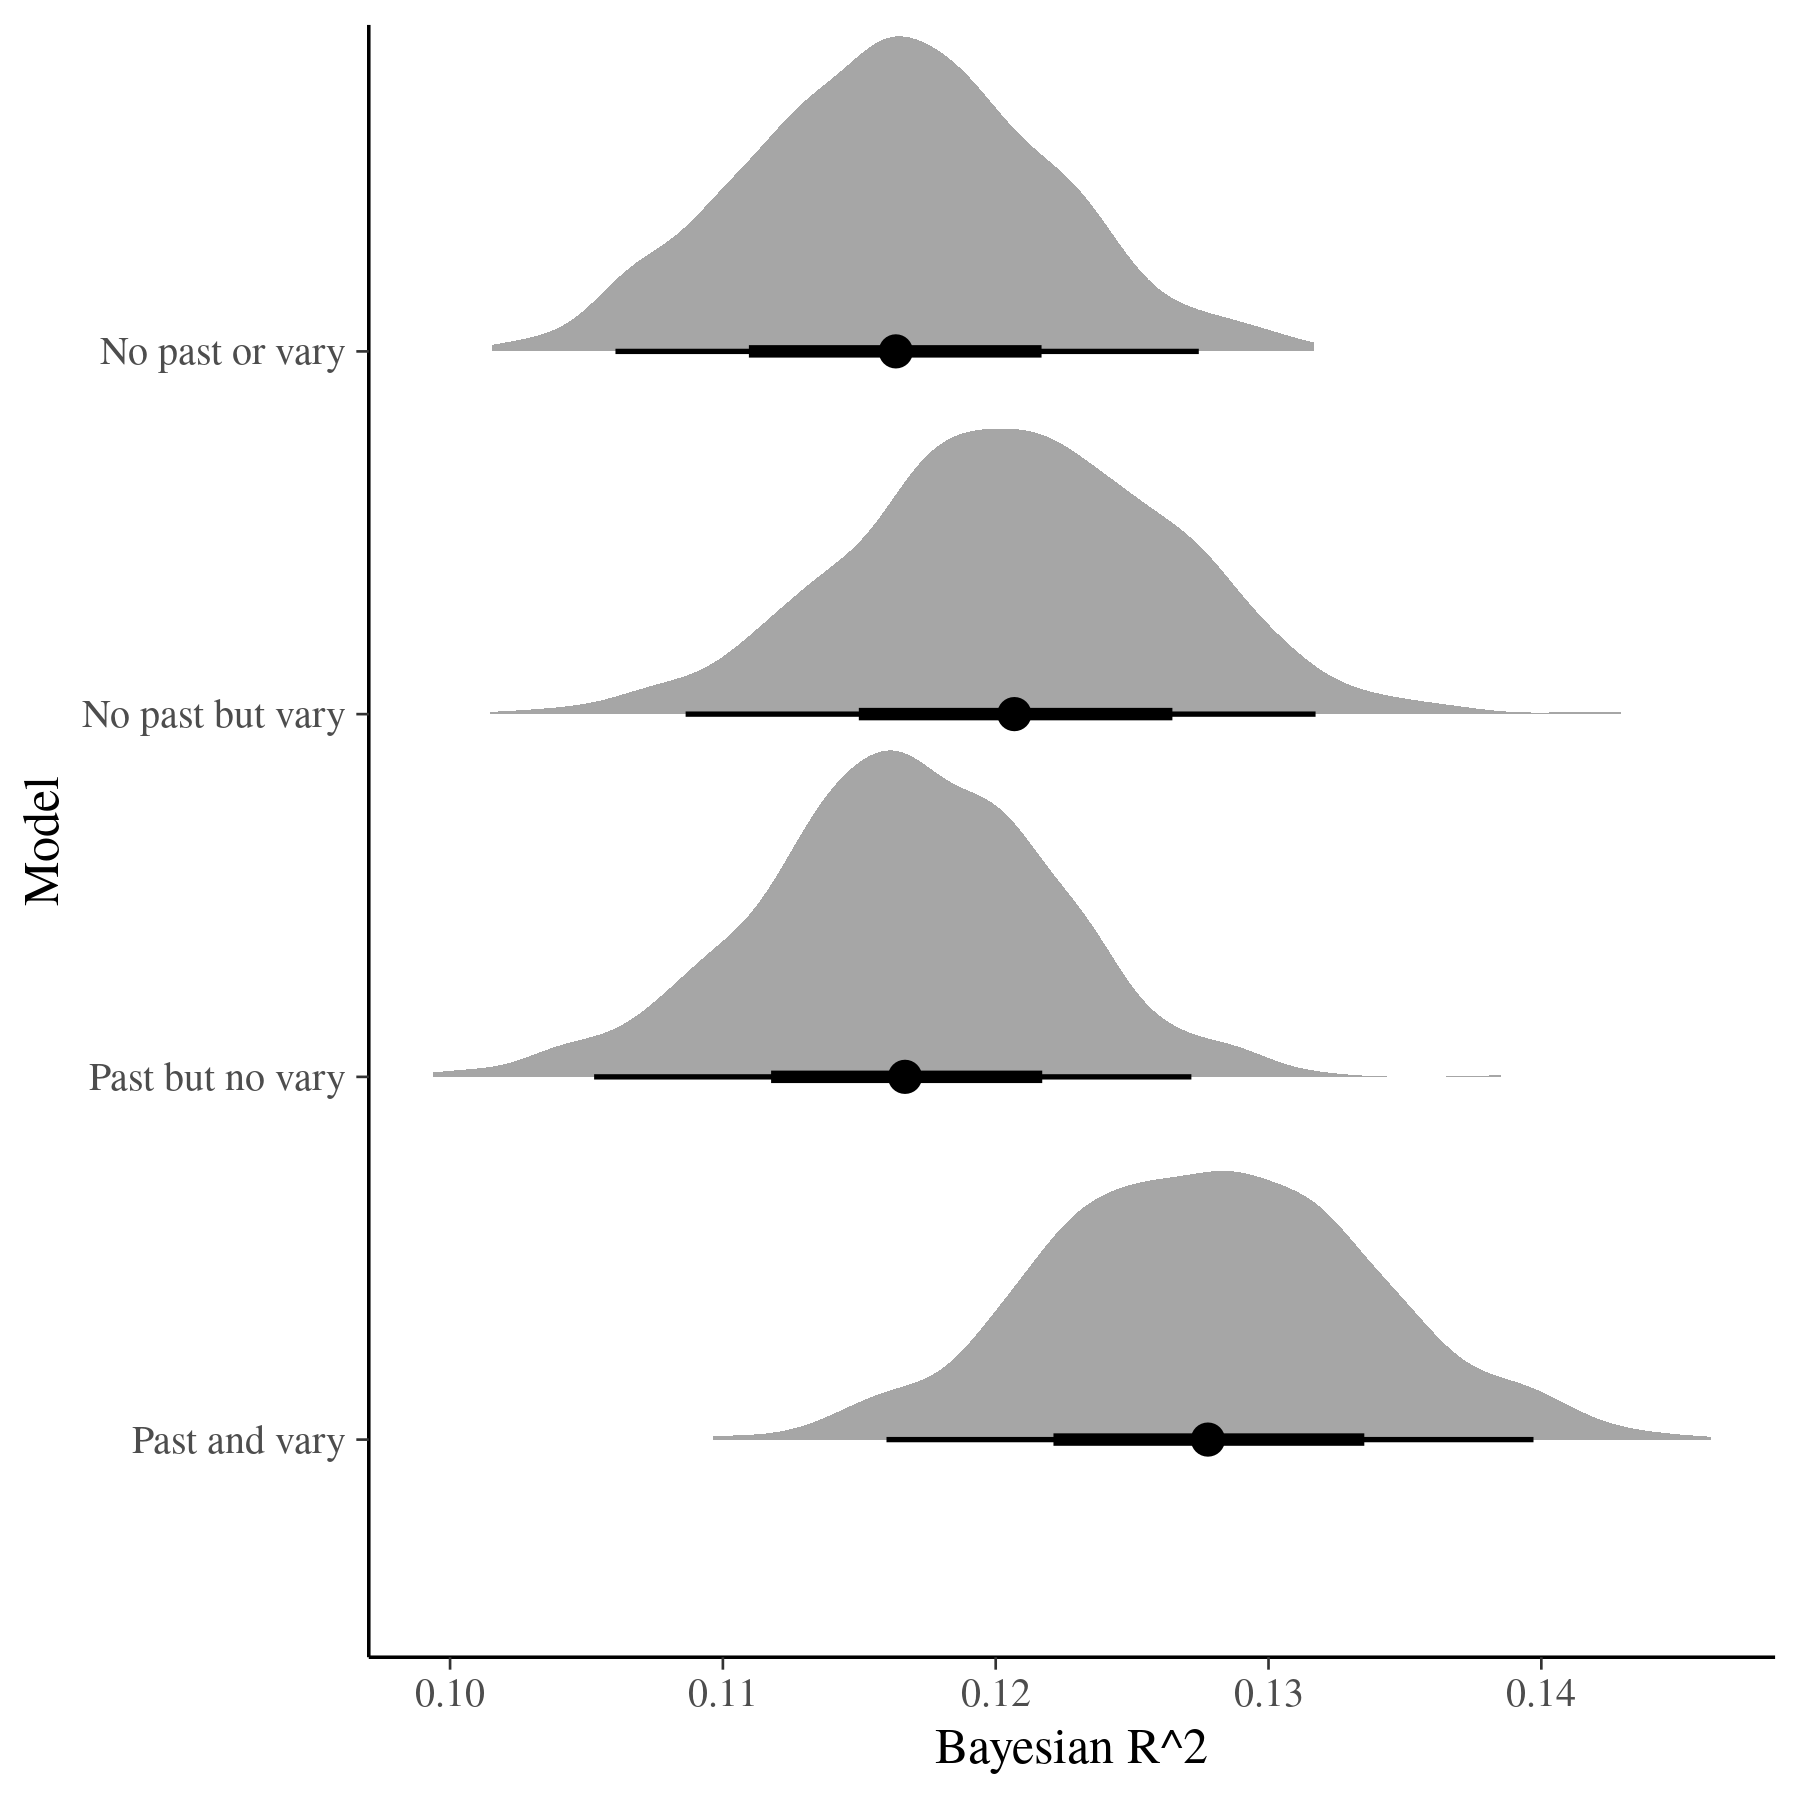 No past or vary
No past but vary
Model
Past but no vary
Past and vary
0.10 0.11 0.12 0.13 0.14
Bayesian R^2